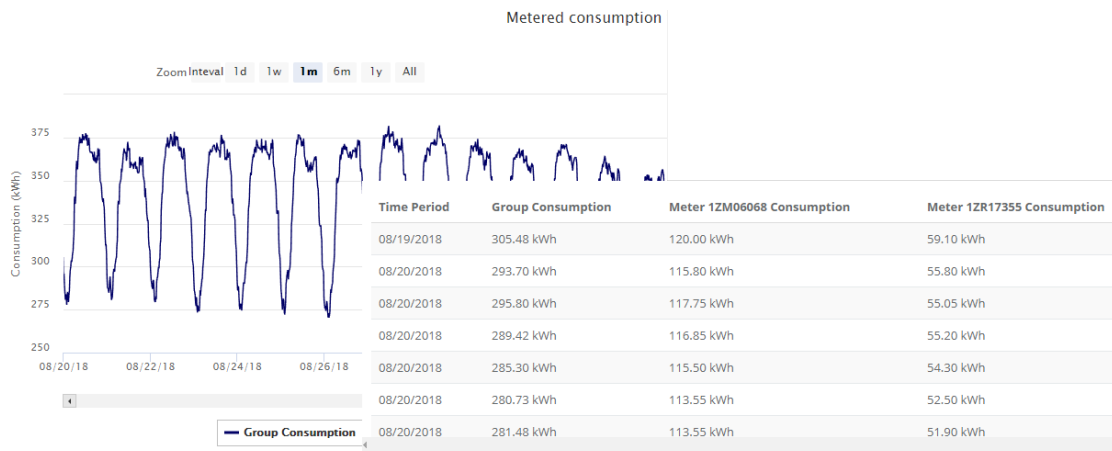 Metered consumption
Zoom Inteval 1d 1w 1m 6m 1y All
Consumption (kWh)
375
350
325
300
275
250
08/20/18 08/22/18 08/24/18 08/26/18
Group Consumption
Time Period Group Consumption Meter 1ZM06068 Consumption Meter 1ZR17355 Consumption
08/19/2018 305.48 kWh 120.00 kWh 59.10 kWh
08/20/2018 293.70 kWh 115.80 kWh 55.80 kWh
08/20/2018 295.80 kWh 117.75 kWh 55.05 kWh
08/20/2018 289.42 kWh 116.85 kWh 55.20 kWh
08/20/2018 285.30 kWh 115.50 kWh 54.30 kWh
08/20/2018 280.73 kWh 113.55 kWh 52.50 kWh
08/20/2018 281.48 kWh 113.55 kWh 51.90 kWh